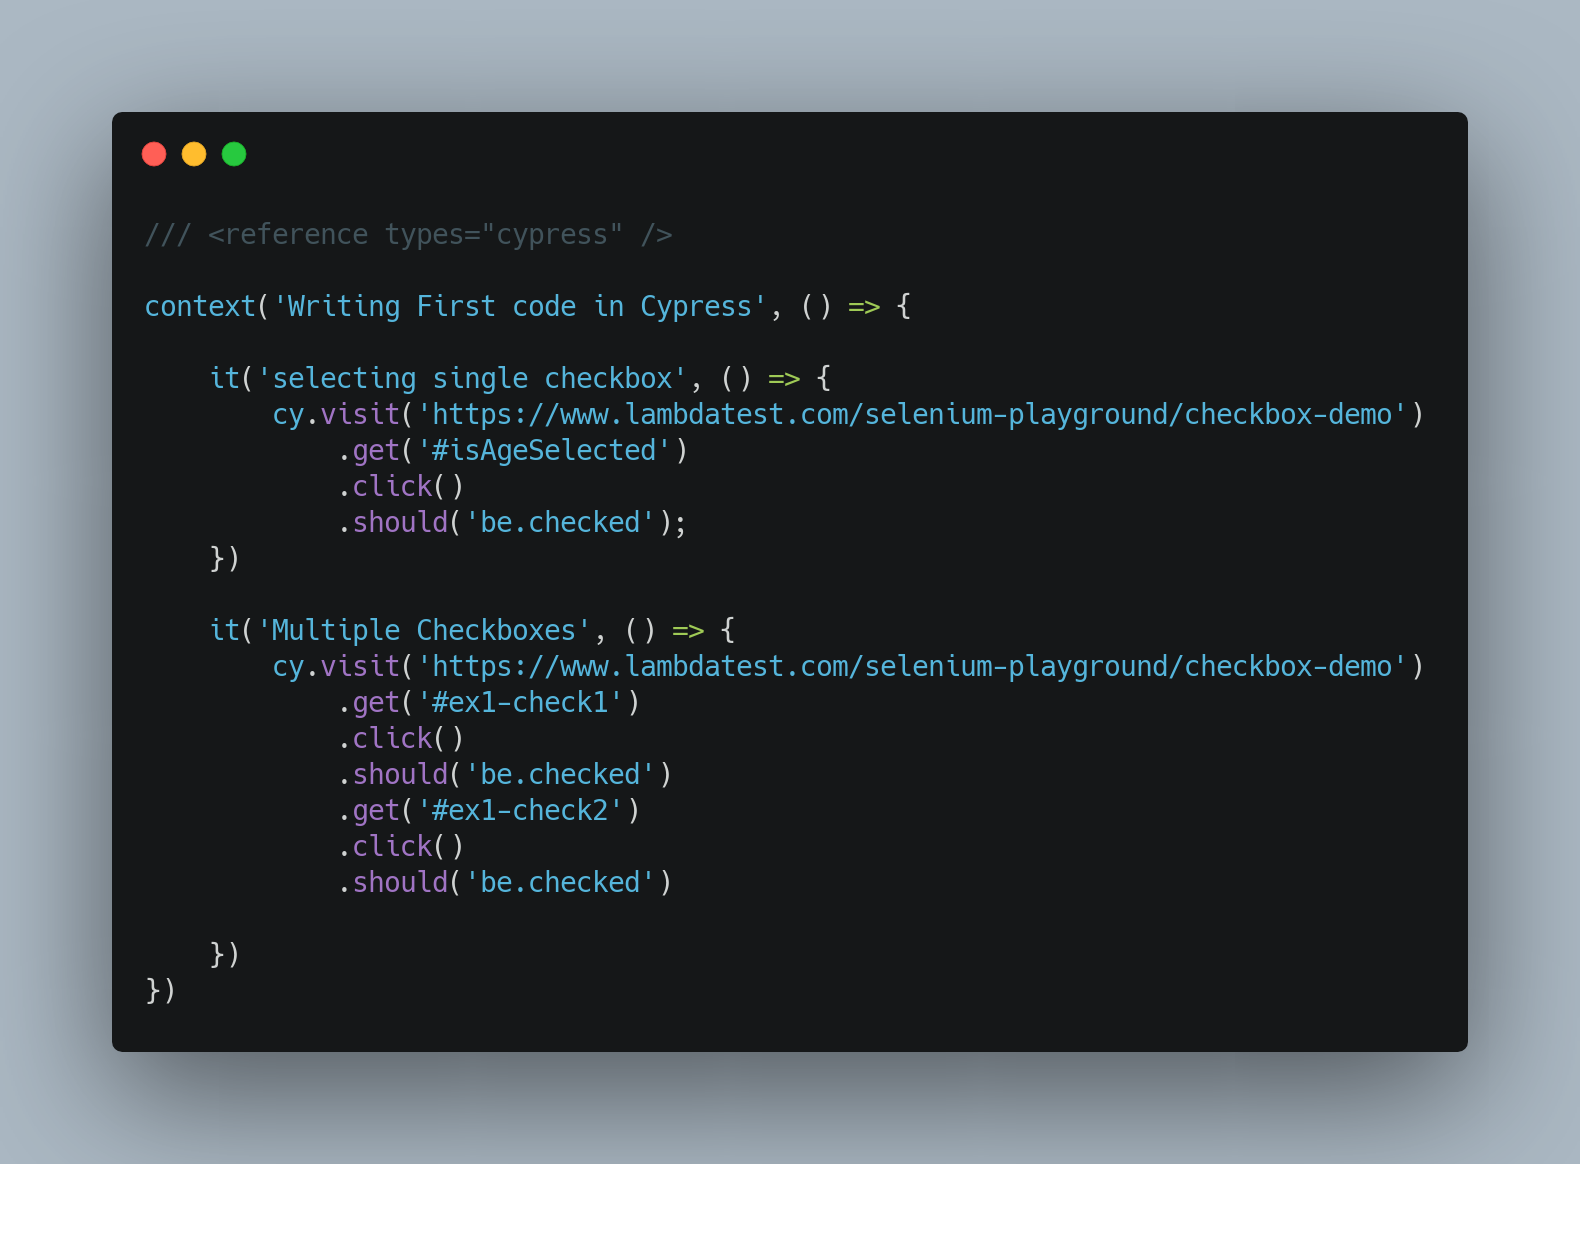 /// <reference types="cypress" />
context('Writing First code in Cypress', () => {
it('selecting single checkbox', () => {
cy.visit('https://www.lambdatest.com/selenium-playground/checkbox-demo')
.get('#isAgeSelected')
.click()
.should('be.checked');
})
it('Multiple Checkboxes', () => {
cy.visit('https://www.lambdatest.com/selenium-playground/checkbox-demo')
.get('#ex1-check1')
.click()
.should('be.checked')
.get('#ex1-check2')
.click()
.should('be.checked')
})
})